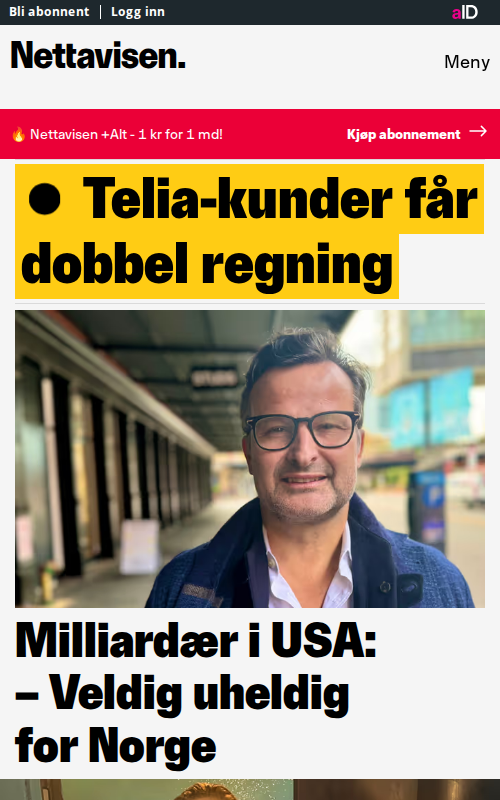 Bli abonnent | Logg inn
aID
Nettavisen.
Meny
🔥 Nettavisen +Alt - 1 kr for 1 md!
Kjøp abonnement →
● Telia-kunder får
dobbel regning
Milliardær i USA:
– Veldig uheldig
for Norge